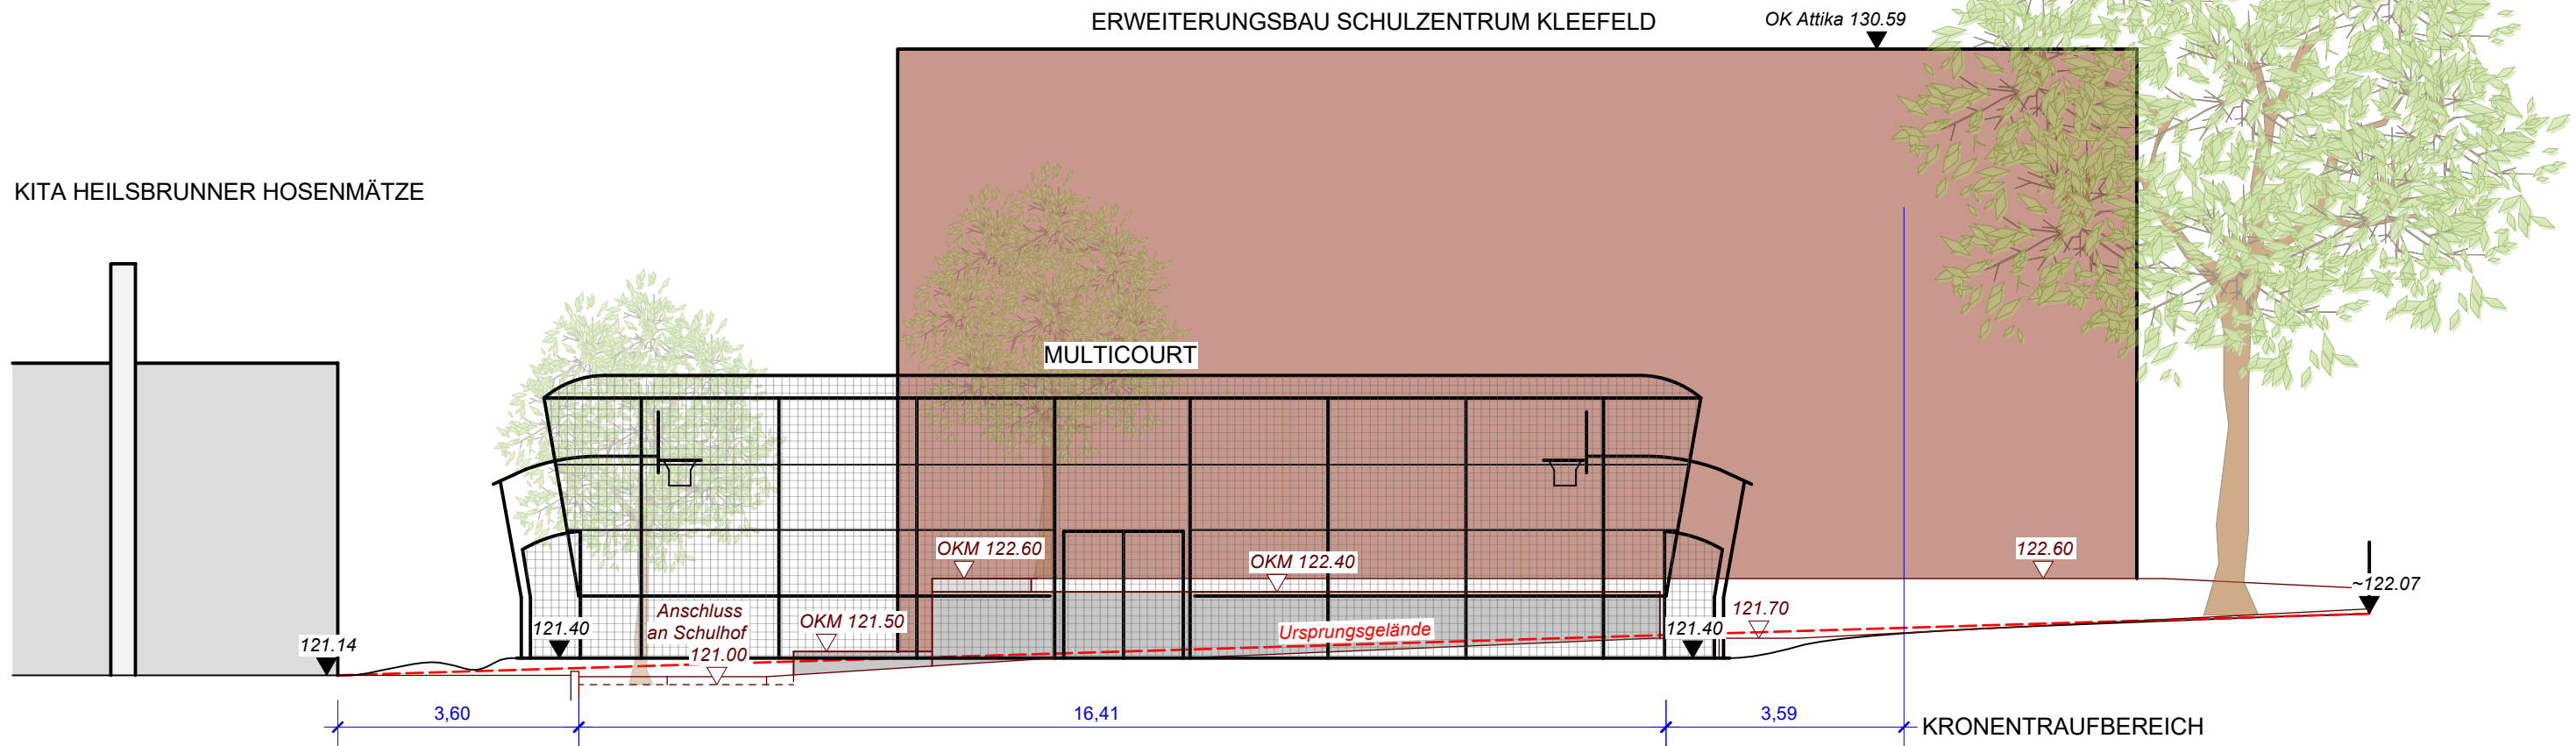 ERWEITERUNGSBAU SCHULZENTRUM KLEEFELD
OK Attika 130.59
KITA HEILSBRUNNER HOSENMÄTZE
MULTICOURT
OKM 122.60
OKM 122.40
122.60
~122.07
Anschluss
an Schulhof
121.00
OKM 121.50
121.40
121.14
Ursprungsgelände
121.70
121.40
3,60
16,41
3,59
KRONENTRAUFBEREICH